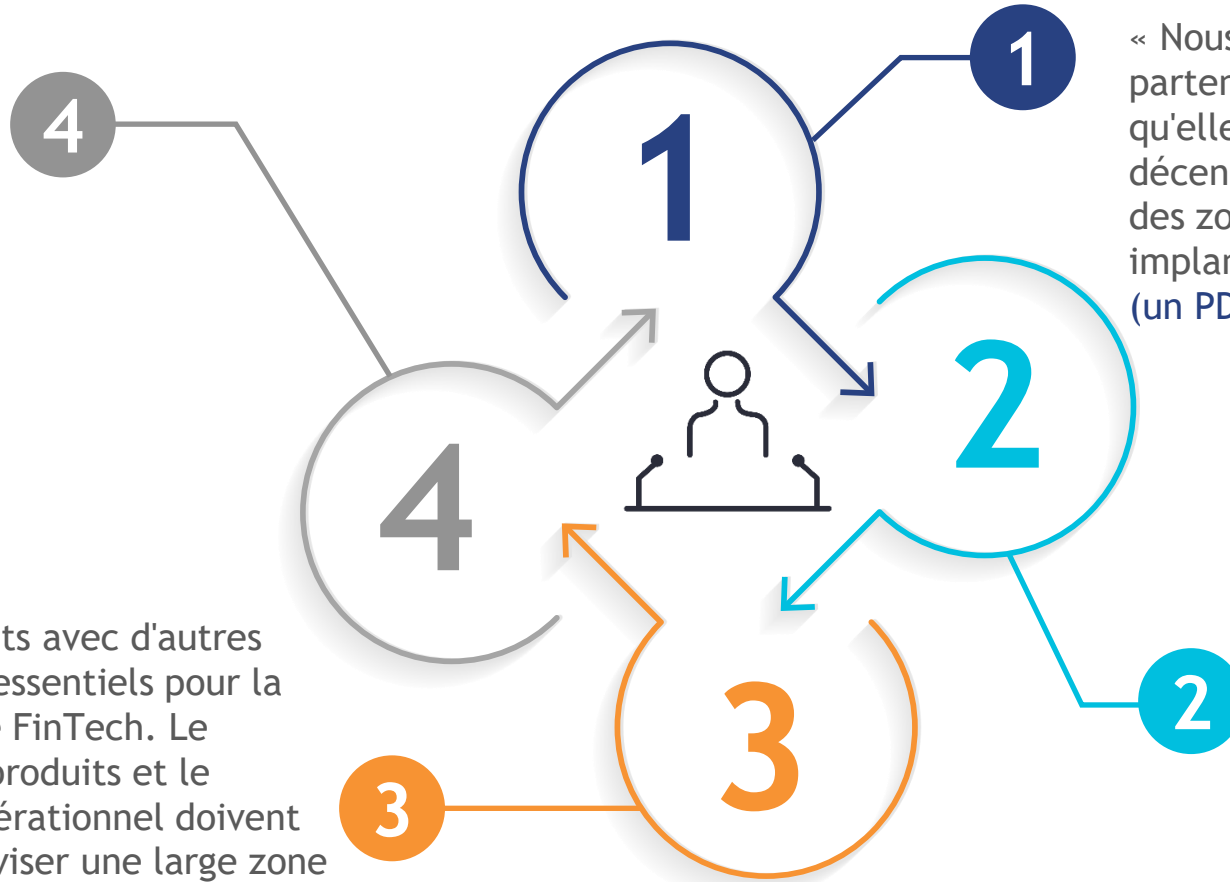 1
« Nous
parten
qu'elle
décen
des zo
implan
(un PD
4
1
2
4
3
2
3
ts avec d'autres
essentiels pour la
FinTech. Le
produits et le
érationnel doivent
viser une large zone